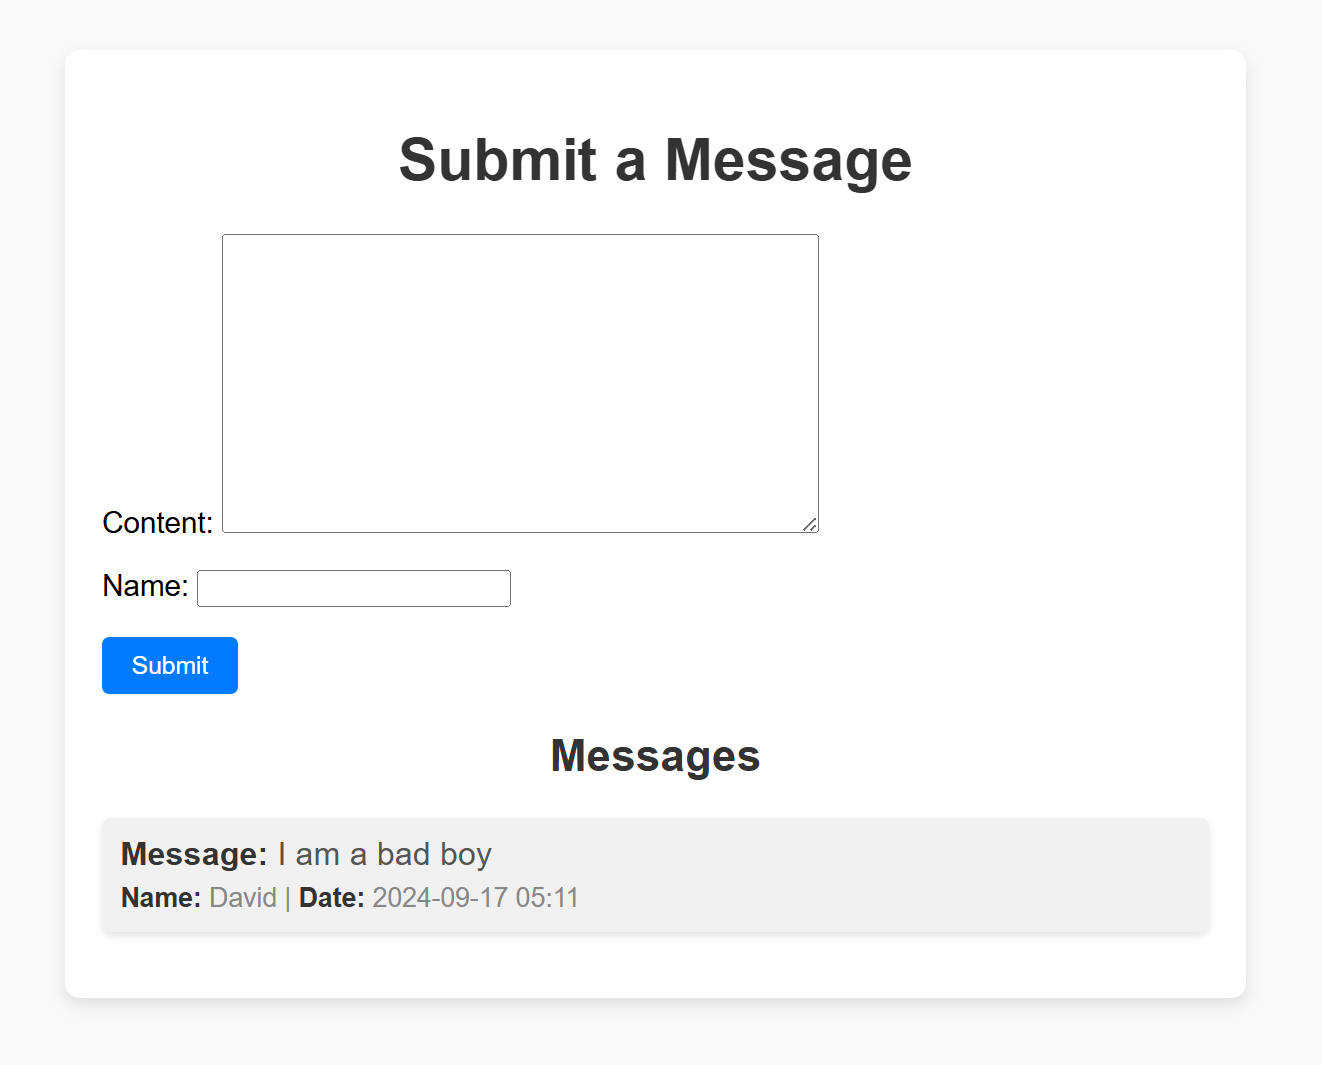 Submit a Message
Content:
Name:
Submit
Messages
Message: I am a bad boy
Name: David | Date: 2024-09-17 05:11